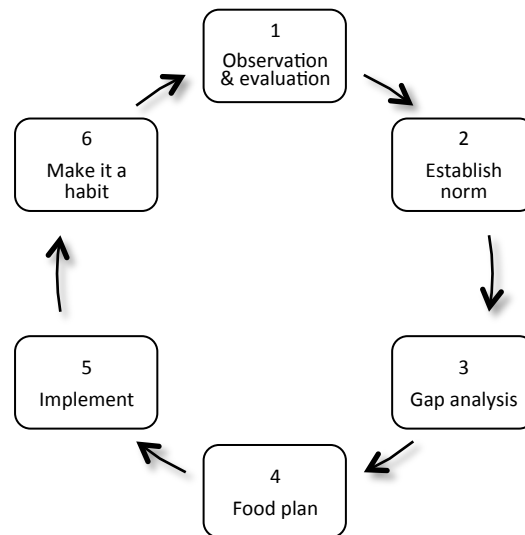 1
Observation
& evaluation
2
Establish
norm
3
Gap analysis
4
Food plan
5
Implement
6
Make it a
habit